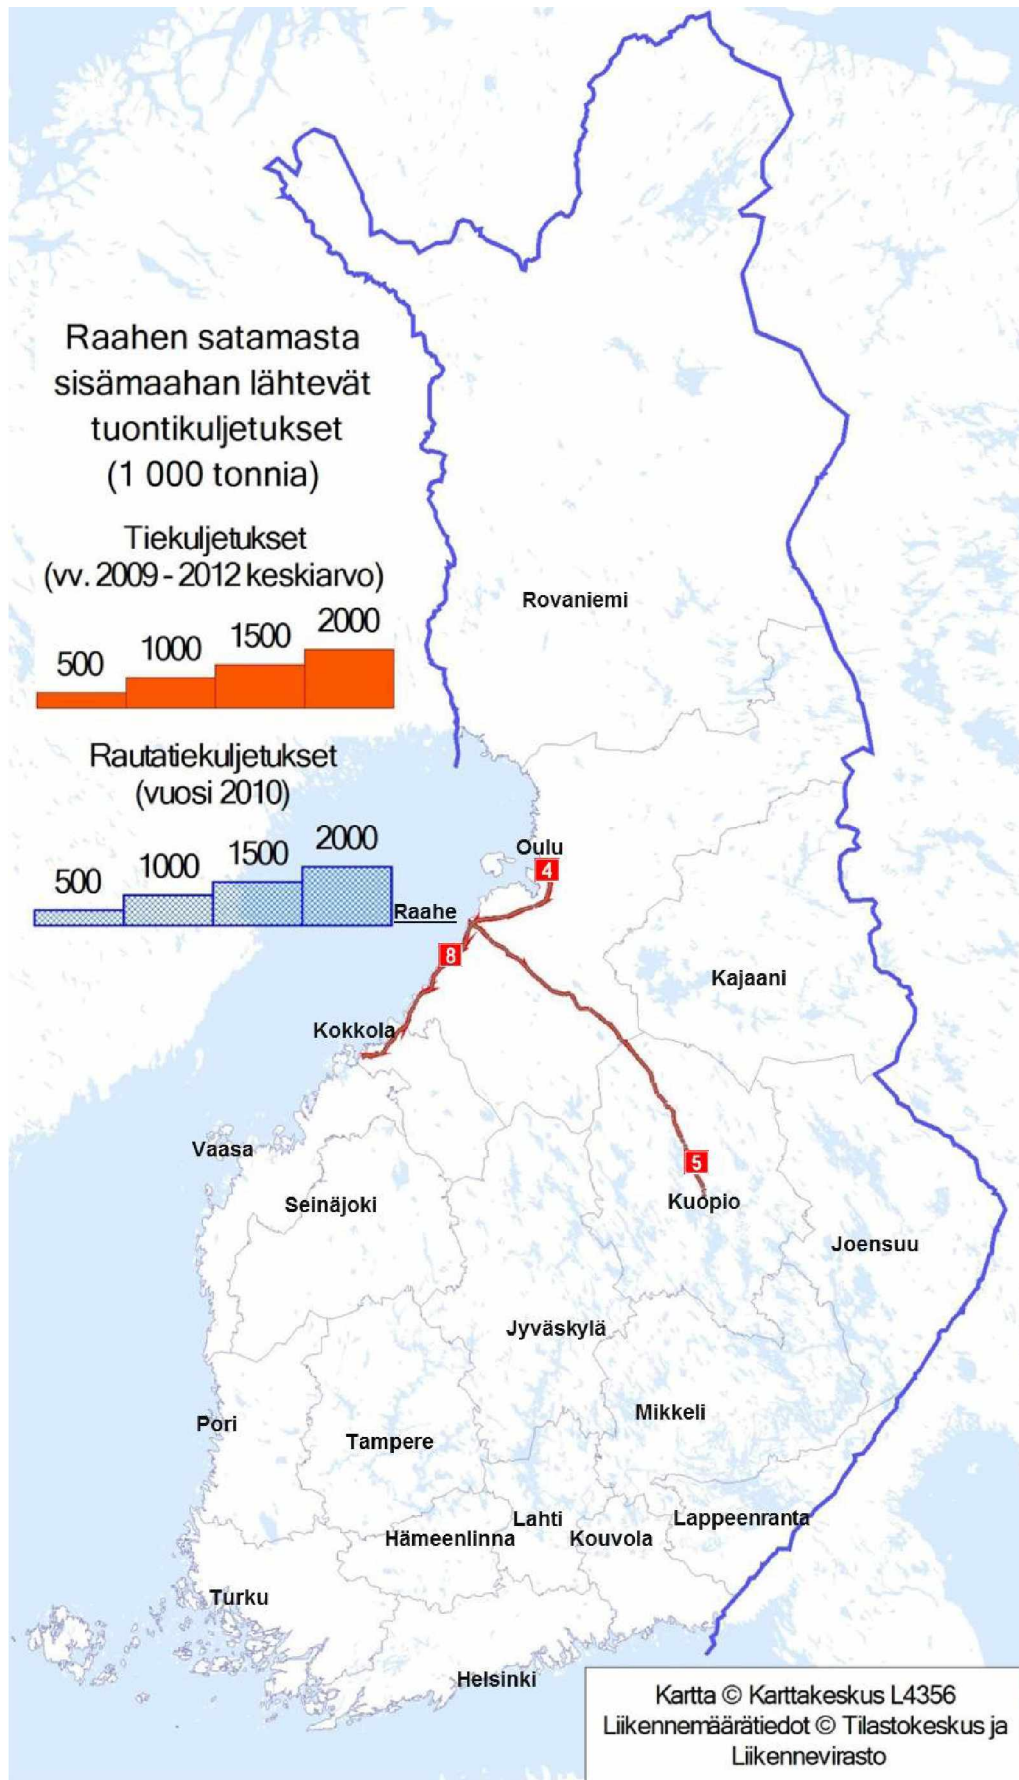 Raahen satamasta
sisämaahan lähtevät
tuontikuljetukset
(1 000 tonnia)
Tiekuljetukset
(vv. 2009 - 2012 keskiarvo)
500 1000 1500 2000
Rautatiekuljetukset
(vuosi 2010)
500 1000 1500 2000
Rovaniemi
Oulu
4
Raahe
8
Kajaani
Kokkola
Vaasa
5
Seinäjoki
Kuopio
Joensuu
Jyväskylä
Mikkeli
Pori
Tampere
Lahti
Lappeenranta
Hämeenlinna
Kouvola
Turku
Helsinki
Kartta © Karttakeskus L4356
Liikennemäärätiedot © Tilastokeskus ja
Liikennevirasto